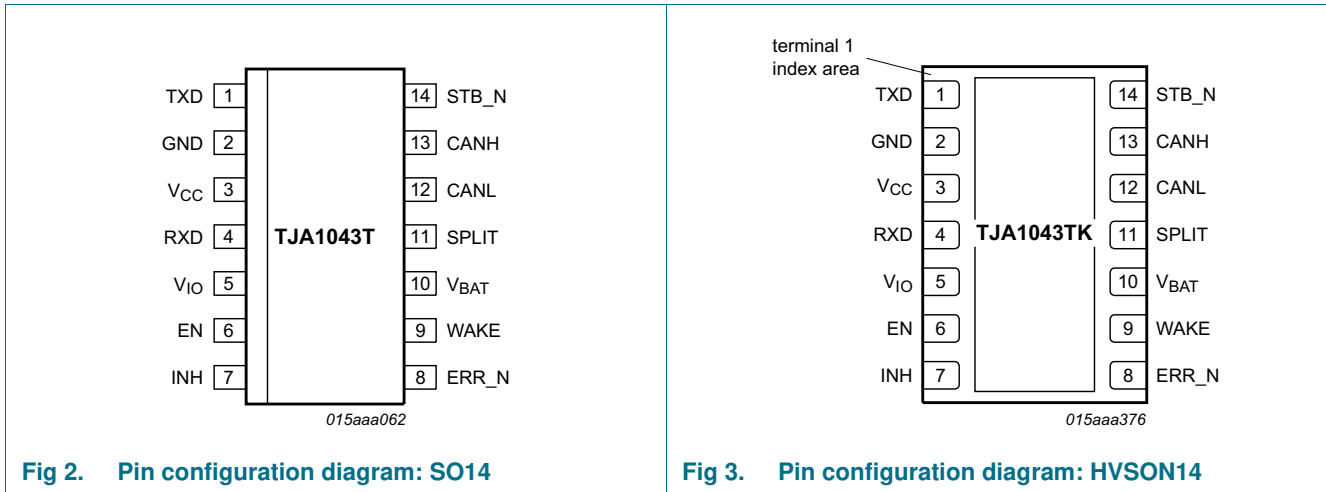 TXD 1 14 STB_N
GND 2 13 CANH
VCC 3 12 CANL
RXD 4 TJA1043T 11 SPLIT
VIO 5 10 VBAT
EN 6 9 WAKE
INH 7 8 ERR_N
015aaa062
Fig 2. Pin configuration diagram: SO14
terminal 1
index area
TXD 1 14 STB_N
GND 2 13 CANH
VCC 3 12 CANL
RXD 4 TJA1043TK 11 SPLIT
VIO 5 10 VBAT
EN 6 9 WAKE
INH 7 8 ERR_N
015aaa376
Fig 3. Pin configuration diagram: HVSON14